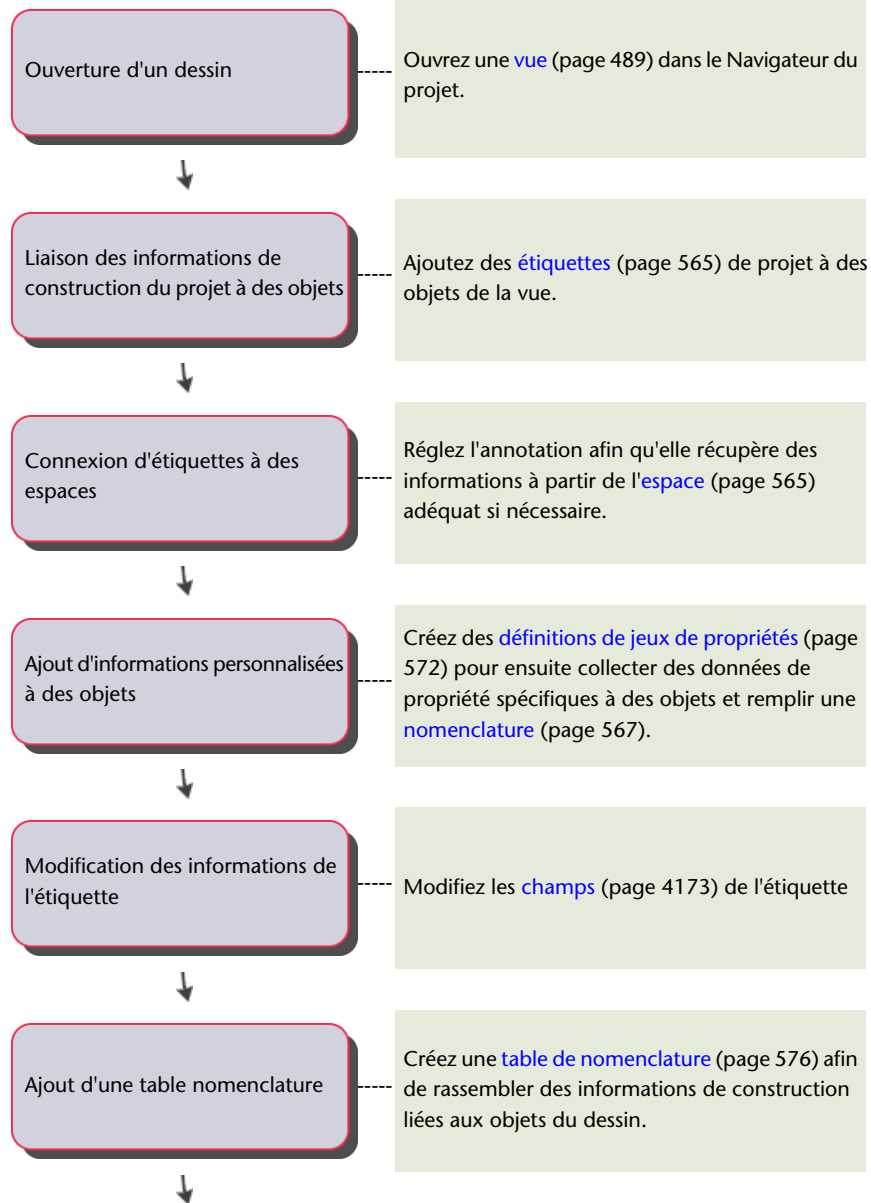 Ouverture d'un dessin
Ouvrez une vue (page 489) dans le Navigateur du
projet.
Liaison des informations de
construction du projet à des objets
Ajoutez des étiquettes (page 565) de projet à des
objets de la vue.
Connexion d'étiquettes à des
espaces
Réglez l'annotation afin qu'elle récupère des
informations à partir de l'espace (page 565)
adéquat si nécessaire.
Ajout d'informations personnalisées
à des objets
Créez des définitions de jeux de propriétés (page
572) pour ensuite collecter des données de
propriété spécifiques à des objets et remplir une
nomenclature (page 567).
Modification des informations de
l'étiquette
Modifiez les champs (page 4173) de l'étiquette
Ajout d'une table nomenclature
Créez une table de nomenclature (page 576) afin
de rassembler des informations de construction
liées aux objets du dessin.